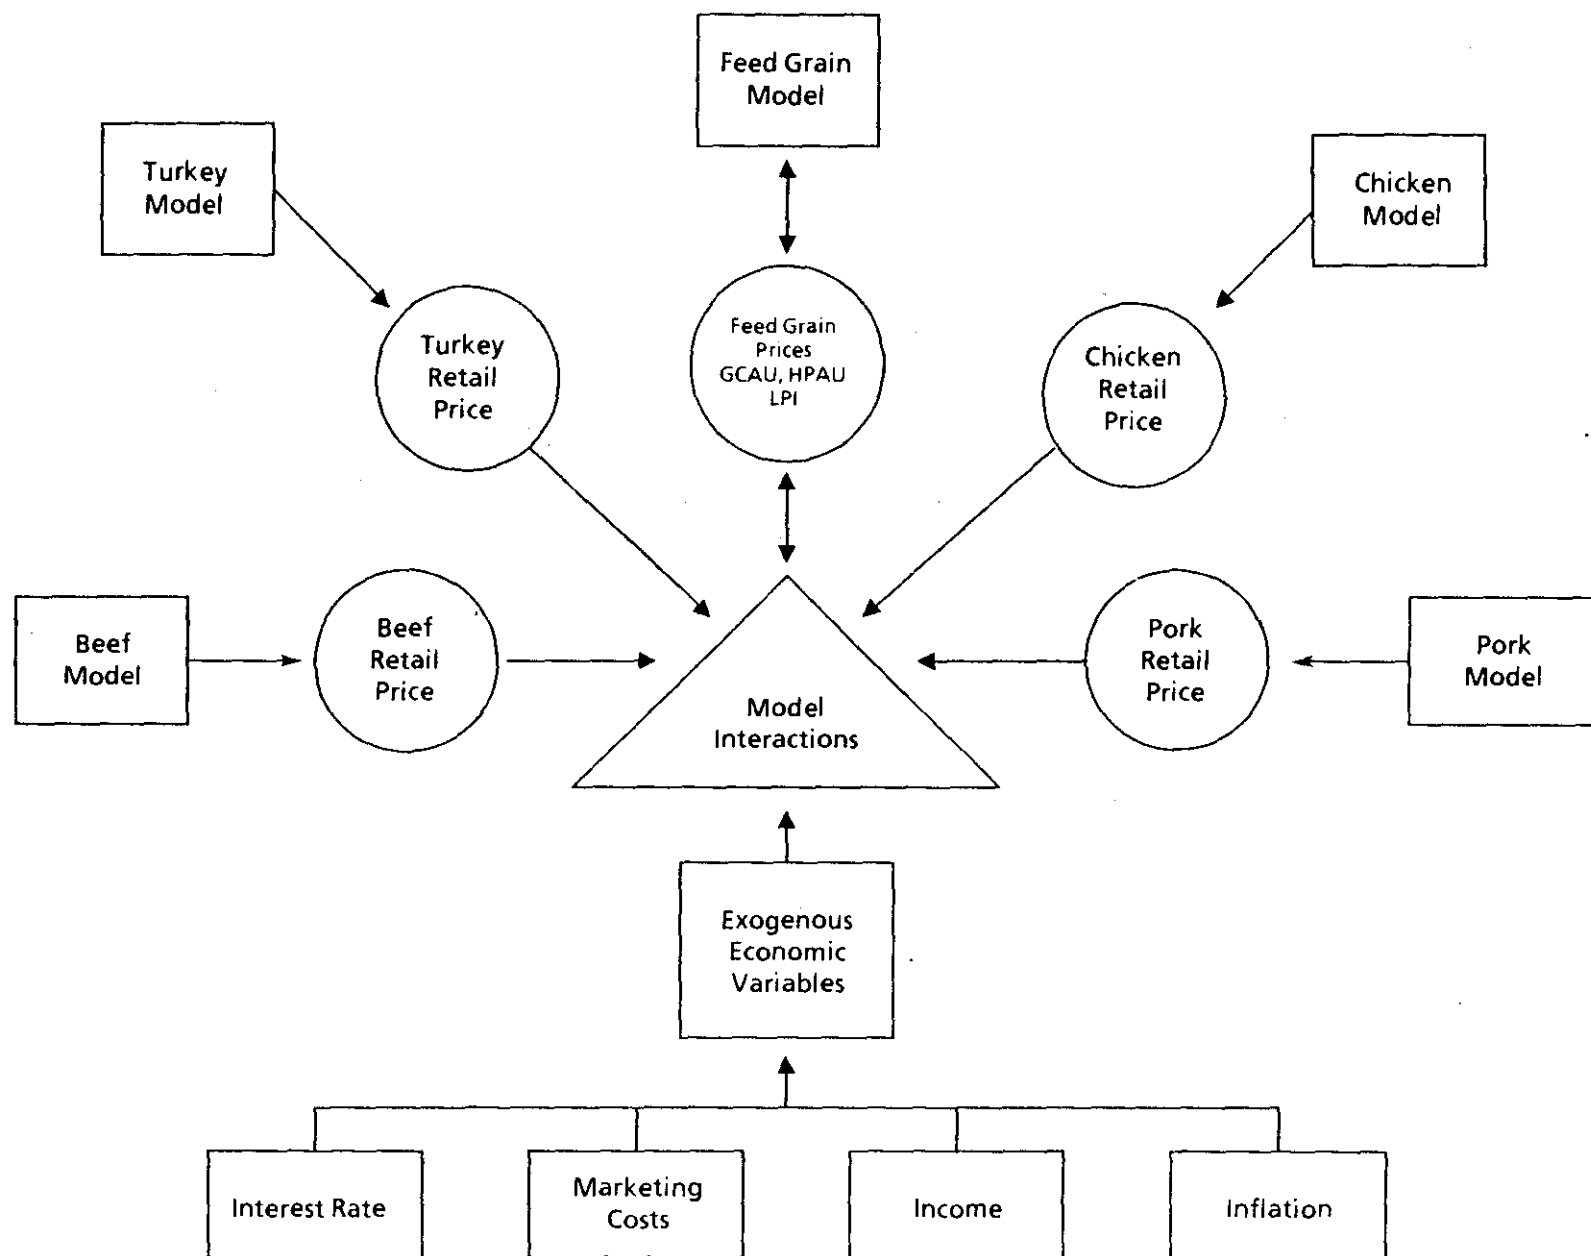 Feed Grain
Model
Turkey
Model
Chicken
Model
Turkey
Retail
Price
Feed Grain
Prices
GCAU, HPAU
LPI
Chicken
Retail
Price
Beef
Model
Beef
Retail
Price
Model
Interactions
Pork
Retail
Price
Pork
Model
Exogenous
Economic
Variables
Interest Rate
Marketing
Costs
Income
Inflation